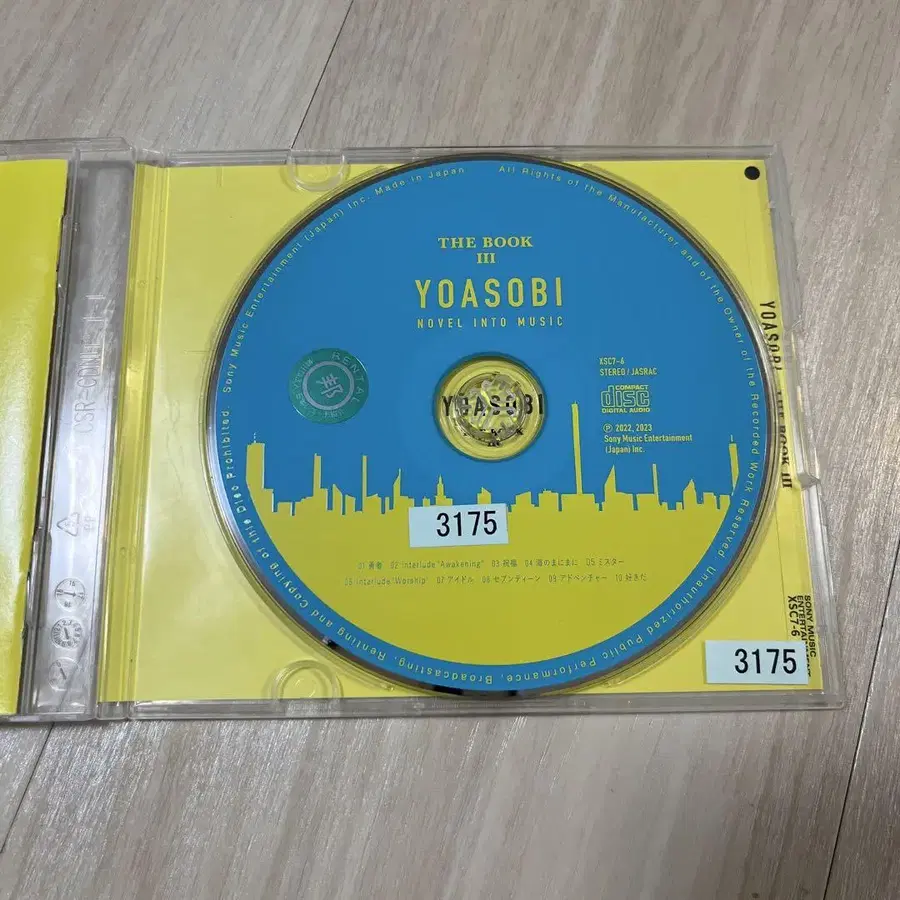 THE BOOK
III
YOASOBI
NOVEL INTO MUSIC
XSC7-6
STEREO / JASRAC
COMPACT
disc
DIGITAL AUDIO
Ⓟ 2022, 2023
Sony Music Entertainment
(Japan) Inc.
RENTAL
YOASOBI
3175
01 勇者 02 Interlude "Awakening" 03 祝福 04 海のまにまに 05 ミスター
06 Interlude "Worship" 07 アイドル 08 セブンティーン 09 アドベンチャー 10 好きだ
All Rights of the Manufacturer and of the Owner of the Recorded Work Reserved. Unauthorized Public Performance, Broadcasting, Renting and Copying of this Disc Prohibited. Sony Music Entertainment (Japan) Inc. Made in Japan
YOASOBI THE BOOK III
SONY MUSIC
XSC7-6
3175
PP